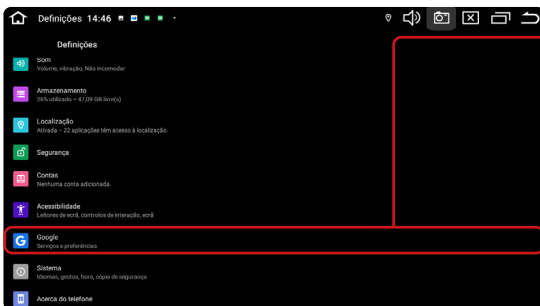 Definições 14:46
Definições
Som
Volume, vibração, Não incomodar
Armazenamento
26% utilizado – 47,09 GB livre(s)
Localização
Ativada – 22 aplicações têm acesso à localização.
Segurança
Contas
Nenhuma conta adicionada.
Acessibilidade
Leitores de ecrã, controlos de interação, ecrã
Google
Serviços e preferências
Sistema
Idiomas, gestos, hora, cópia de segurança
Acerca do telefone